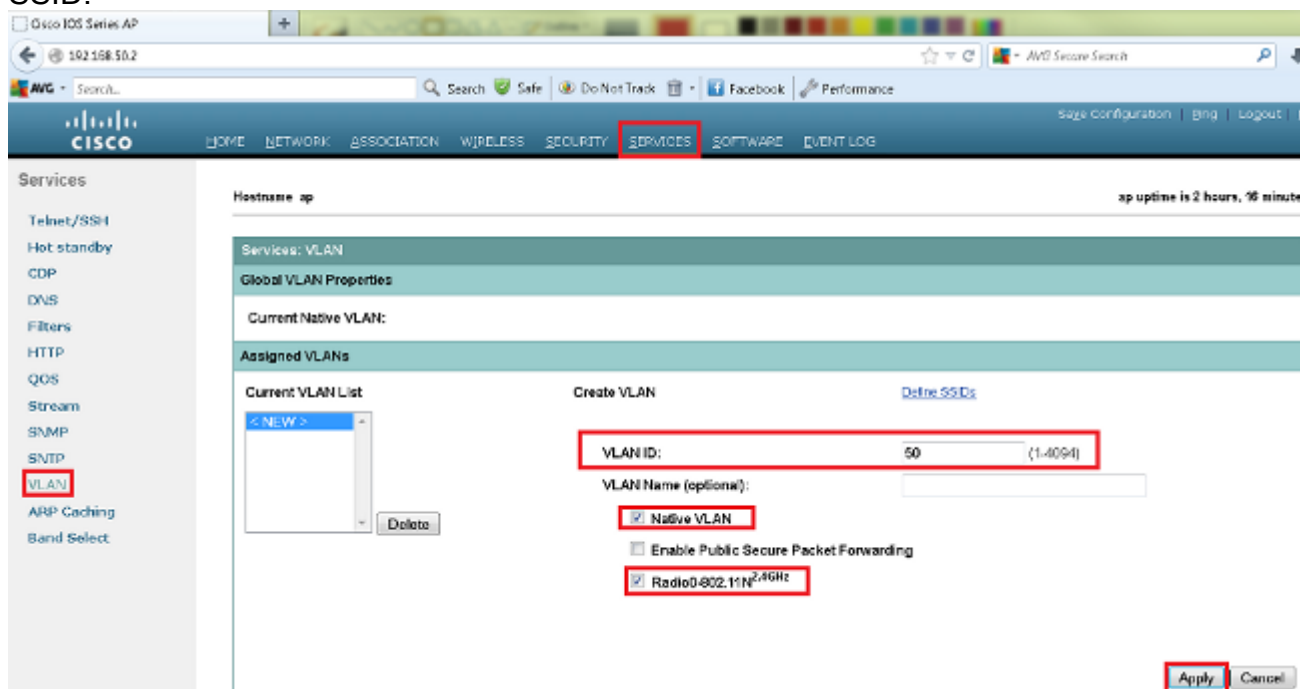 SSID:
Cisco IOS Series AP
192.168.50.2
AVG Secure Search
AVG Search... Search Safe Do Not Track Facebook Performance
Save Configuration | Ping | Logout |
CISCO
HOME NETWORK ASSOCIATION WIRELESS SECURITY SERVICES SOFTWARE EVENT LOG
Services
Hostname ap
ap uptime is 2 hours, 16 minute
Telnet/SSH
Hot standby
CDP
DNS
Filters
HTTP
QOS
Stream
SNMP
SNTP
VLAN
ARP Caching
Band Select
Services: VLAN
Global VLAN Properties
Current Native VLAN:
Assigned VLANs
Current VLAN List
< NEW >
Delete
Create VLAN
Define SSIDs
VLAN ID: 50 (1-4094)
VLAN Name (optional):
Native VLAN
Enable Public Secure Packet Forwarding
Radio0-802.11N2.4GHz
Apply Cancel